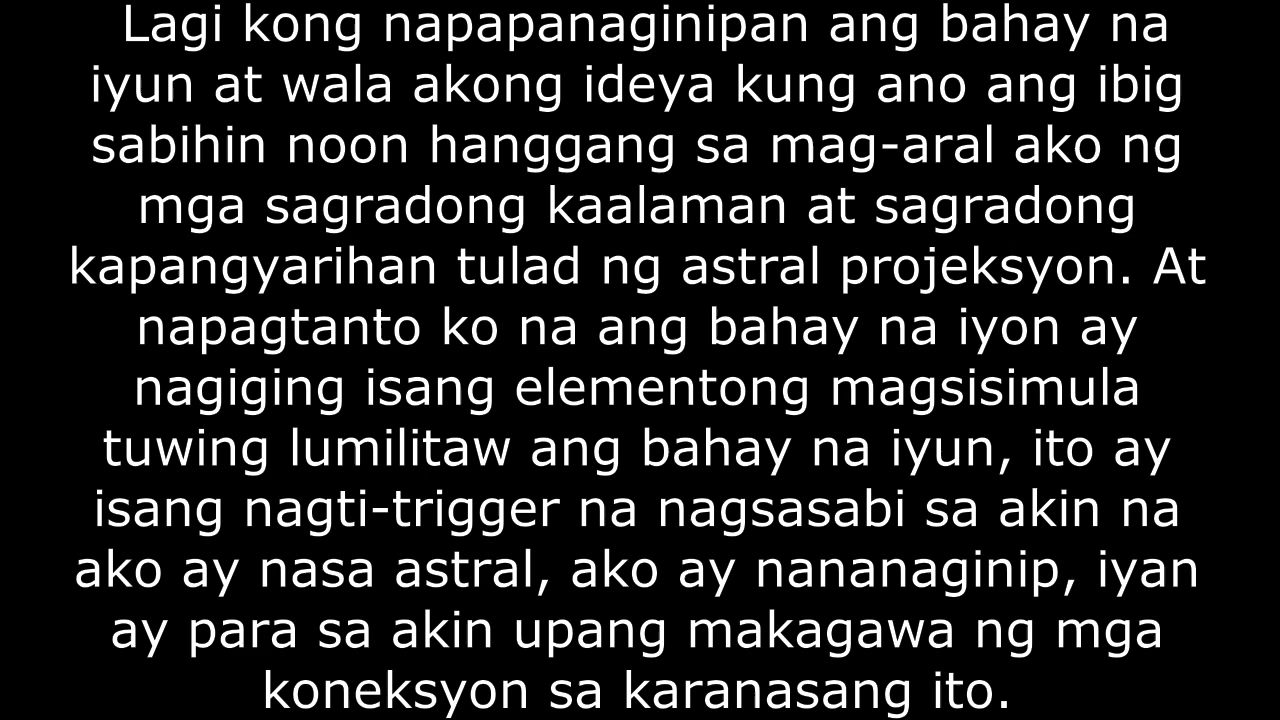 Lagi kong napapanaginipan ang bahay na
iyun at wala akong ideya kung ano ang ibig
sabihin noon hanggang sa mag-aral ako ng
mga sagradong kaalaman at sagradong
kapangyarihan tulad ng astral projeksyon. At
napagtanto ko na ang bahay na iyon ay
nagiging isang elementong magsisimula
tuwing lumilitaw ang bahay na iyun, ito ay
isang nagti-trigger na nagsasabi sa akin na
ako ay nasa astral, ako ay nananaginip, iyan
ay para sa akin upang makagawa ng mga
koneksyon sa karanasang ito.